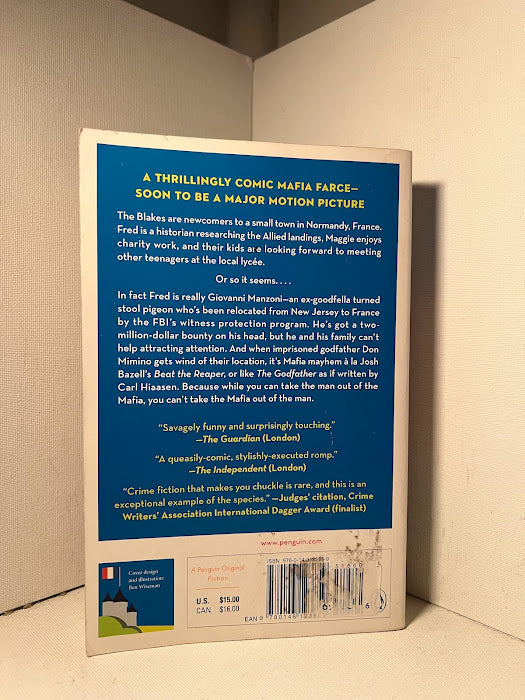 A THRILLINGLY COMIC MAFIA FARCE—
SOON TO BE A MAJOR MOTION PICTURE
The Blakes are newcomers to a small town in Normandy, France.
Fred is a historian researching the Allied landings, Maggie enjoys
charity work, and their kids are looking forward to meeting
other teenagers at the local lycée.
Or so it seems. . . .
In fact Fred is really Giovanni Manzoni—an ex-goodfella turned
stool pigeon who's been relocated from New Jersey to France
by the FBI's witness protection program. He's got a two-
million-dollar bounty on his head, but he and his family can't
help attracting attention. And when imprisoned godfather Don
Mimino gets wind of their location, it's Mafia mayhem à la Josh
Bazell's Beat the Reaper, or like The Godfather as if written by
Carl Hiaasen. Because while you can take the man out of the
Mafia, you can't take the Mafia out of the man.
“Savagely funny and surprisingly touching.”
—The Guardian (London)
“A queasily-comic, stylishly-executed romp.”
—The Independent (London)
“Crime fiction that makes you chuckle is rare, and this is an
exceptional example of the species.” —Judges' citation, Crime
Writers' Association International Dagger Award (finalist)
www.penguin.com
Cover design
and illustration:
Ben Wiseman
A Penguin Original
Fiction
U.S. $15.00
CAN. $16.00
ISBN 978-0-14
EAN 9 780146